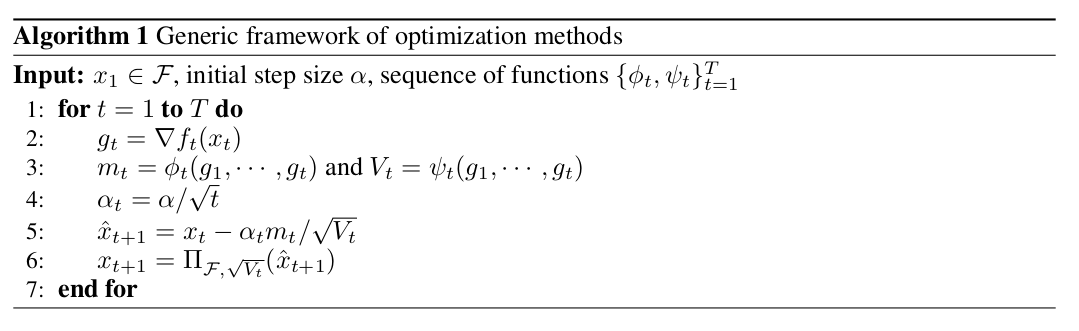 Algorithm 1 Generic framework of optimization methods
Input: $x_1 \in \mathcal{F}$, initial step size $\alpha$, sequence of functions $\{\phi_t, \psi_t\}_{t=1}^T$
1: for $t = 1$ to $T$ do
2: $g_t = \nabla f_t(x_t)$
3: $m_t = \phi_t(g_1, \cdots, g_t)$ and $V_t = \psi_t(g_1, \cdots, g_t)$
4: $\alpha_t = \alpha/\sqrt{t}$
5: $\hat{x}_{t+1} = x_t - \alpha_t m_t/\sqrt{V_t}$
6: $x_{t+1} = \Pi_{\mathcal{F},\sqrt{V_t}}(\hat{x}_{t+1})$
7: end for